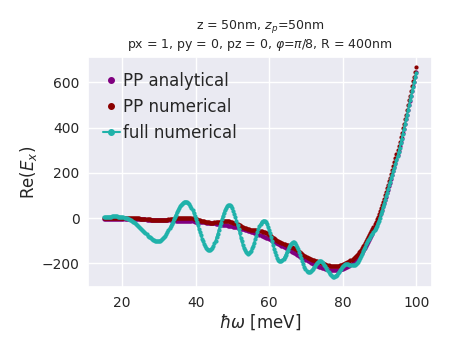 z = 50nm, z_p=50nm
px = 1, py = 0, pz = 0, φ=π/8, R = 400nm
PP analytical
PP numerical
full numerical
Re(E_x)
600
400
200
0
−200
20
40
60
80
100
ℏω [meV]